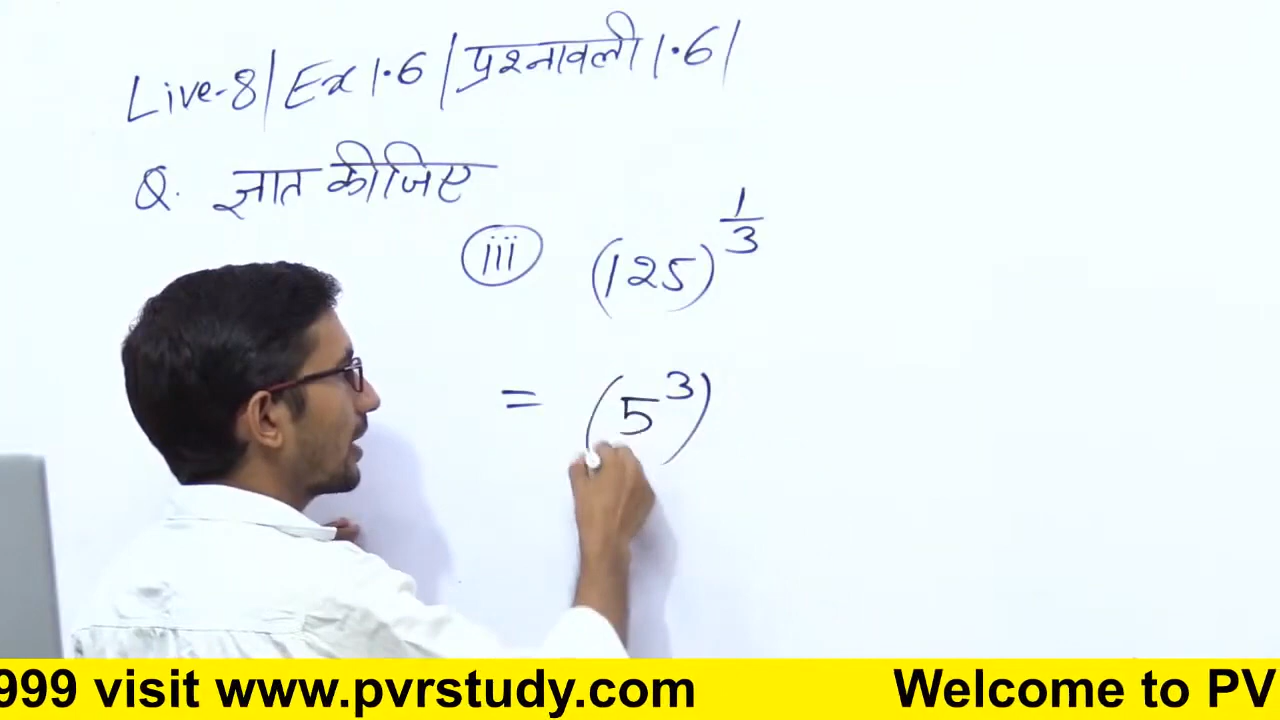 Live-8| Ex 1.6 | प्रश्नावली 1.6 |
Q. ज्ञात कीजिए
iii (125)^{1/3}
= (5^3)
999 visit www.pvrstudy.com Welcome to PV